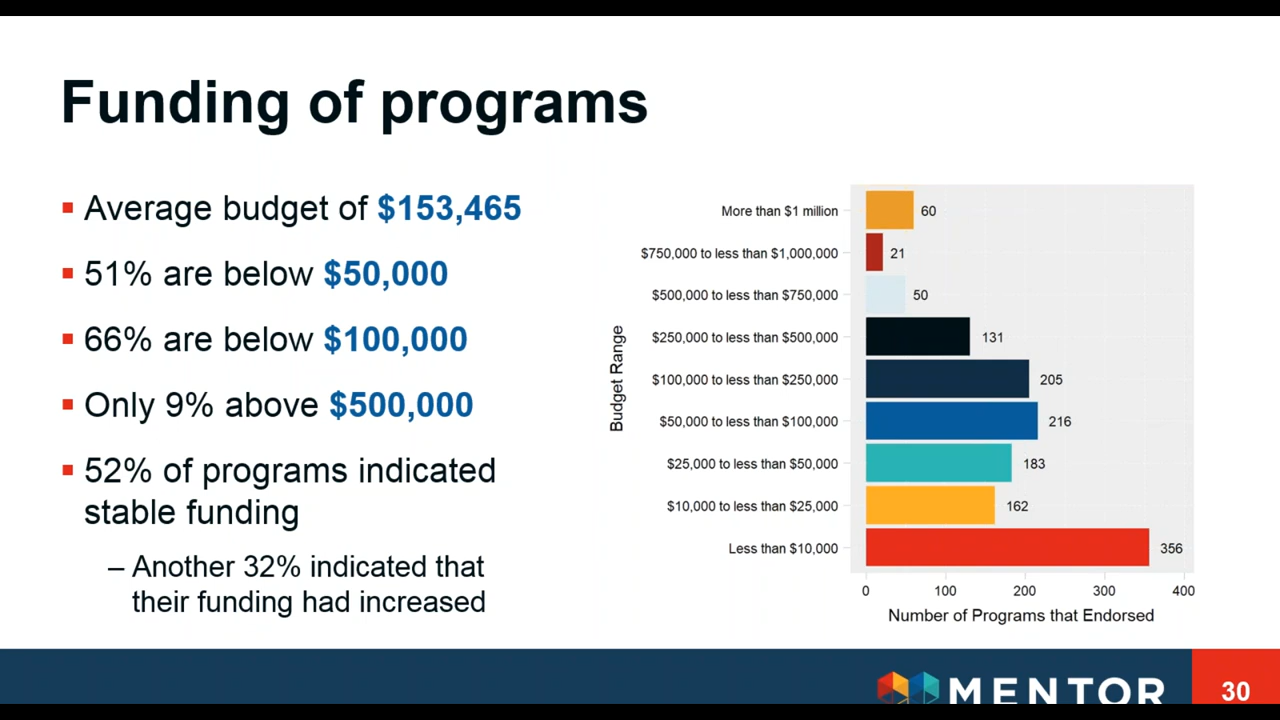 Funding of programs
Average budget of $153,465
51% are below $50,000
66% are below $100,000
Only 9% above $500,000
52% of programs indicated
stable funding
– Another 32% indicated that
their funding had increased
Budget Range
More than $1 million 60
$750,000 to less than $1,000,000 21
$500,000 to less than $750,000 50
$250,000 to less than $500,000 131
$100,000 to less than $250,000 205
$50,000 to less than $100,000 216
$25,000 to less than $50,000 183
$10,000 to less than $25,000 162
Less than $10,000 356
0 100 200 300 400
Number of Programs that Endorsed
MENTOR
30